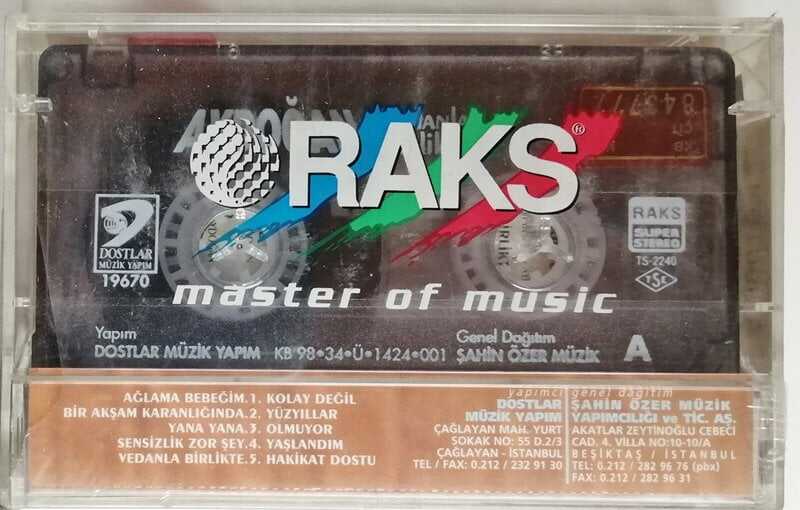 RAKS®
843777
DOSTLAR
MÜZİK YAPIM
19670
RAKS
SUPER
STEREO
TS-2240
TSE
master of music
Yapım
DOSTLAR MÜZİK YAPIM KB 98•34•Ü•1424•001
Genel Dağıtım
ŞAHİN ÖZER MÜZİK
A
AĞLAMA BEBEĞİM.1. KOLAY DEĞİL
BİR AKŞAM KARANLIĞINDA.2. YÜZYILLAR
YANA YANA.3. OLMUYOR
SENSİZLİK ZOR ŞEY.4. YAŞLANDIM
VEDANLA BİRLİKTE.5. HAKİKAT DOSTU
yapımcı
DOSTLAR
MÜZİK YAPIM
ÇAĞLAYAN MAH. YURT
SOKAK NO: 55 D.2/3
ÇAĞLAYAN - İSTANBUL
TEL / FAX: 0.212 / 232 91 30
genel dağıtım
ŞAHİN ÖZER MÜZİK
YAPIMCILIĞI ve TİC. AŞ.
AKATLAR ZEYTİNOĞLU CEBECİ
CAD. 4. VİLLA NO:10-10/A
BEŞİKTAŞ / İSTANBUL
TEL: 0.212 / 282 96 76 (pbx)
FAX: 0.212 / 282 96 31